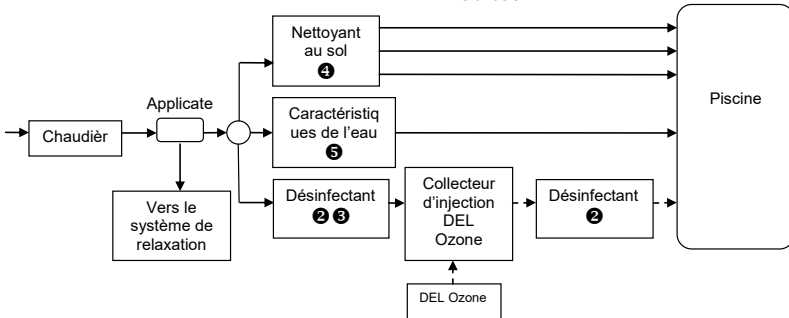 Nettoyant
au sol
❹
Piscine
Applicate
Chaudièr
Caractéristiq
ues de l'eau
❺
Vers le
système de
relaxation
Désinfectant
❷❸
Collecteur
d'injection
DEL
Ozone
Désinfectant
❷
DEL Ozone